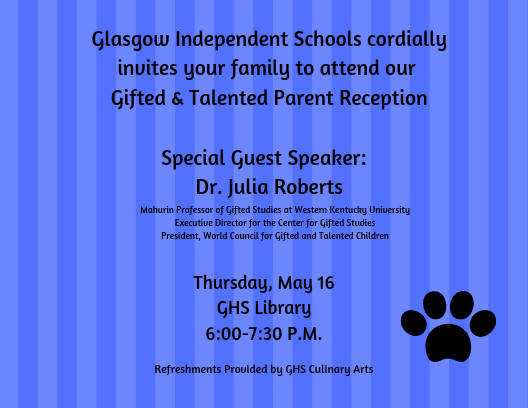 Glasgow Independent Schools cordially
invites your family to attend our
Gifted & Talented Parent Reception
Special Guest Speaker:
Dr. Julia Roberts
Mahurin Professor of Gifted Studies at Western Kentucky University
Executive Director for the Center for Gifted Studies
President, World Council for Gifted and Talented Children
Thursday, May 16
GHS Library
6:00-7:30 P.M.
Refreshments Provided by GHS Culinary Arts